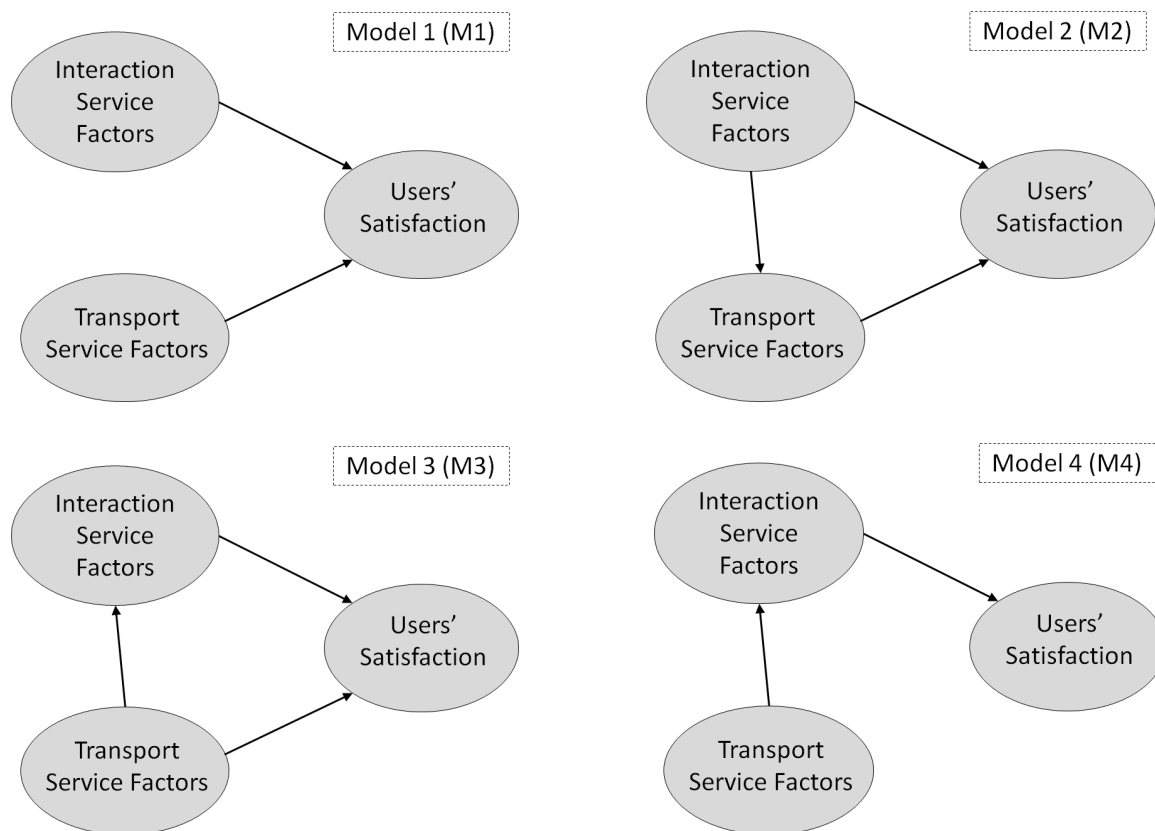 Model 1 (M1)
Interaction
Service
Factors
Users’
Satisfaction
Transport
Service Factors
Model 2 (M2)
Interaction
Service
Factors
Users’
Satisfaction
Transport
Service Factors
Model 3 (M3)
Interaction
Service
Factors
Users’
Satisfaction
Transport
Service Factors
Model 4 (M4)
Interaction
Service
Factors
Users’
Satisfaction
Transport
Service Factors